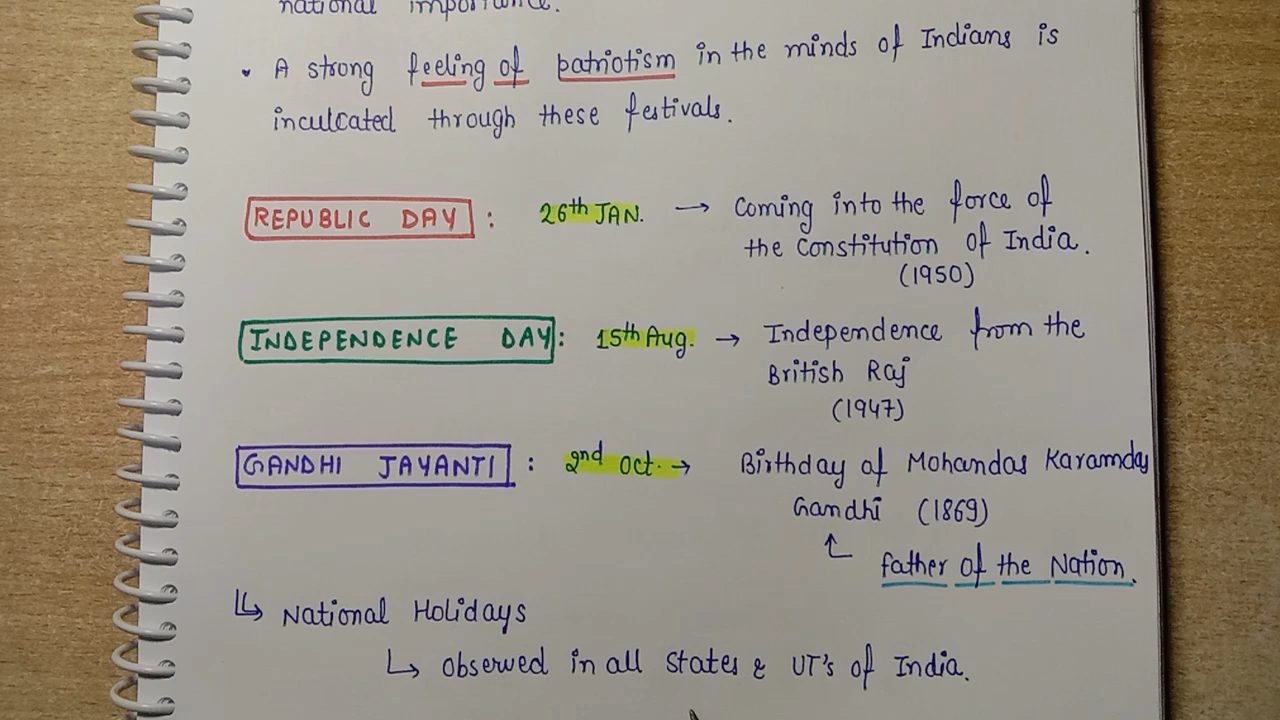 national importance.
• A strong feeling of patriotism in the minds of Indians is
inculcated through these festivals.
REPUBLIC DAY : 26th JAN. → Coming into the force of
the Constitution of India.
(1950)
INDEPENDENCE DAY : 15th Aug. → Independence from the
British Raj
(1947)
GANDHI JAYANTI : 2nd Oct. → Birthday of Mohandas Karamdas
Gandhi (1869)
Father of the Nation.
↳ National Holidays
↳ Observed in all States & UT's of India.